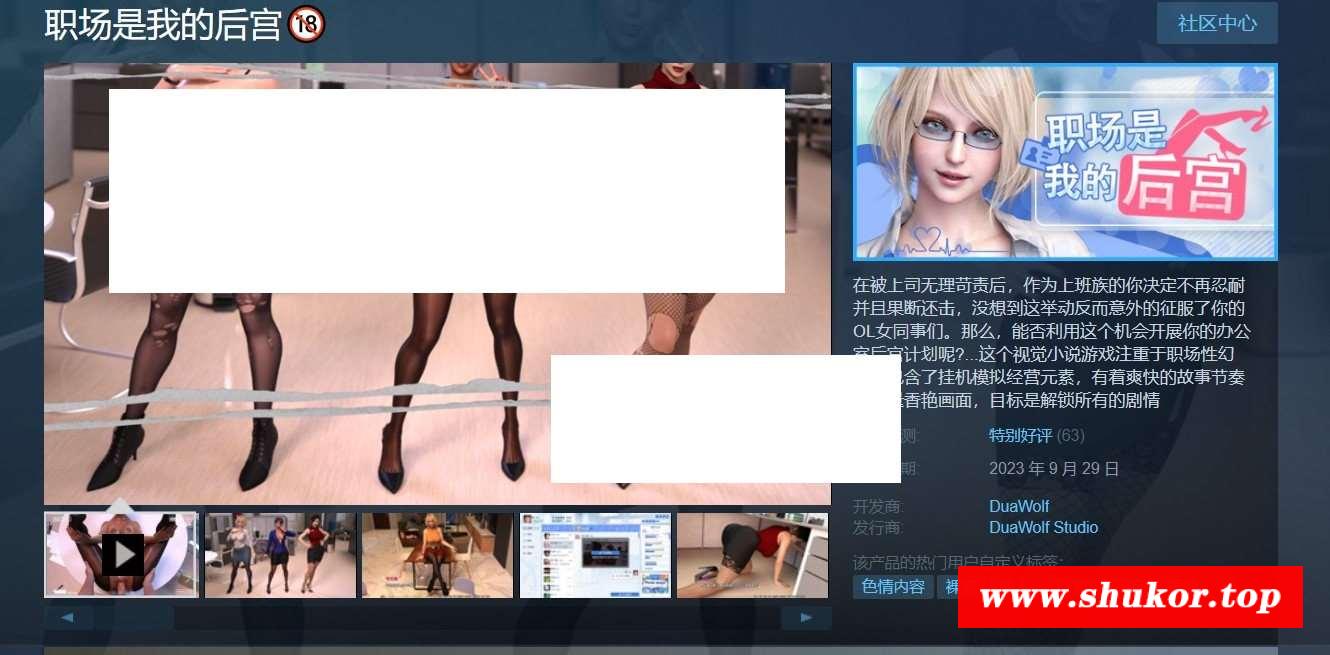 职场是我的后宫🔞
社区中心
职场是
我的后宫
在被上司无理苛责后，作为上班族的你决定不再忍耐
并且果断还击，没想到这举动反而意外的征服了你的
OL女同事们。那么，能否利用这个机会开展你的办公
室后宫计划呢?...这个视觉小说游戏注重于职场性幻
含了挂机模拟经营元素，有着爽快的故事节奏
香艳画面，目标是解锁所有的剧情
测:
特别好评 (63)
期:
2023 年 9 月 29 日
开发商:
DuaWolf
发行商:
DuaWolf Studio
该产品的热门用户自定义标签:
色情内容
www.shukor.top